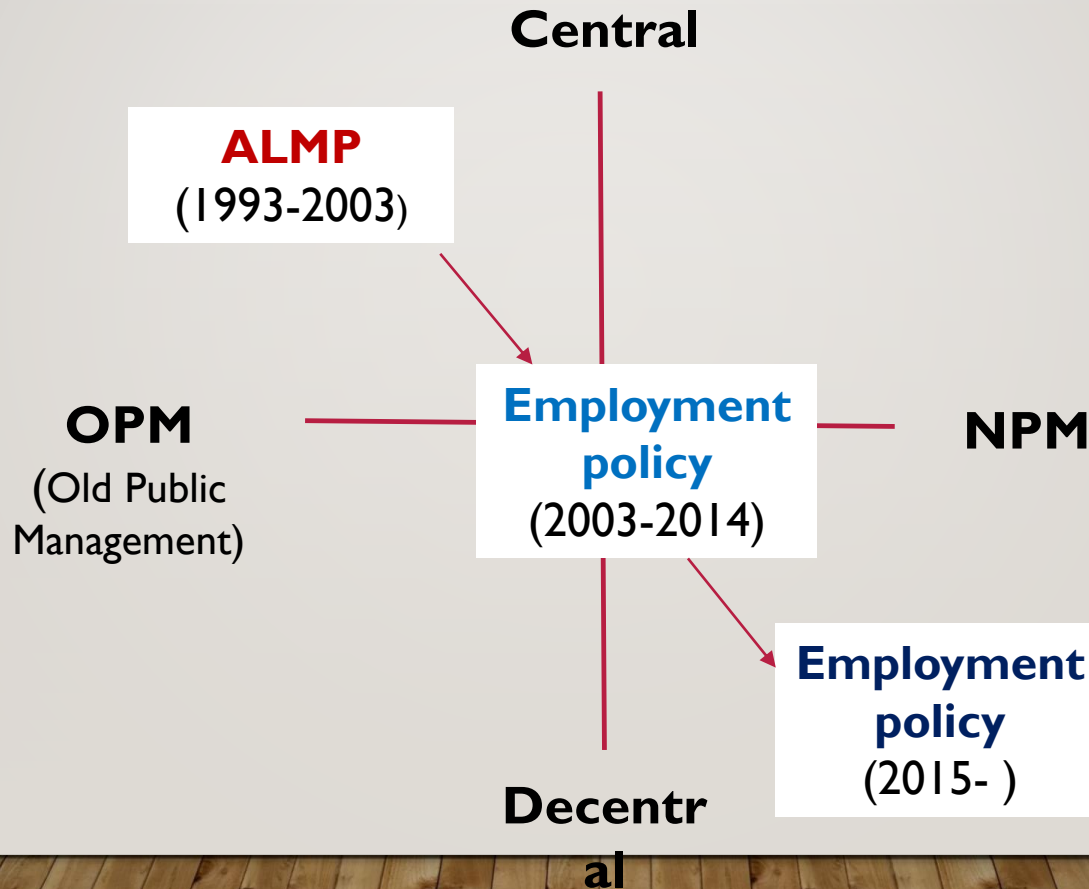 Central
ALMP
(1993-2003)
Employment
policy
(2003-2014)
OPM
(Old Public
Management)
NPM
Employment
policy
(2015- )
Decentr
al